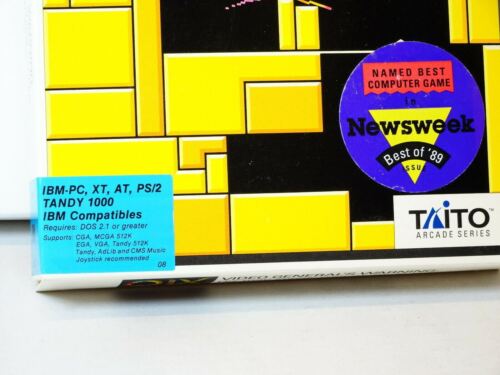 NAMED BEST
COMPUTER GAME
in
Newsweek
Best of '89
ISSUE
IBM-PC, XT, AT, PS/2
TANDY 1000
IBM Compatibles
Requires: DOS 2.1 or greater
Supports: CGA, MCGA 512K
EGA, VGA, Tandy 512K
Tandy, AdLib and CMS Music
Joystick recommended
08
TAITO
ARCADE SERIES
VIDEO GENERAL'S WARNING